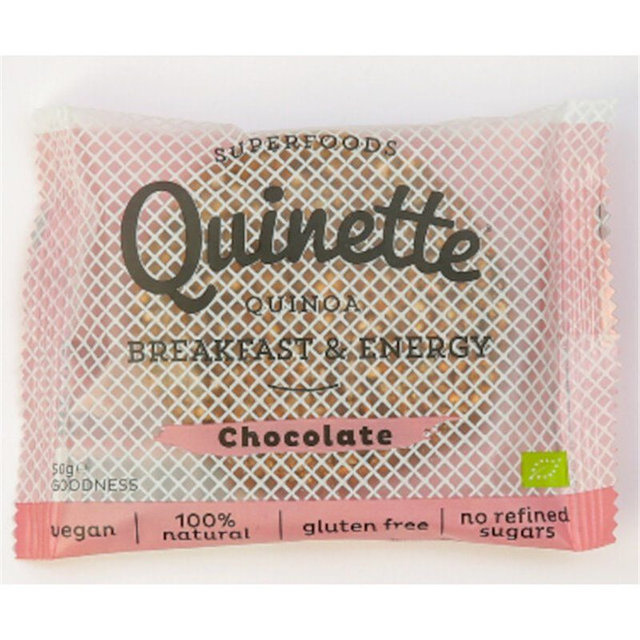 SUPERFOODS
Quinette
QUINOA
BREAKFAST & ENERGY
Chocolate
50g℮
GOODNESS
vegan | 100% natural | gluten free | no refined sugars